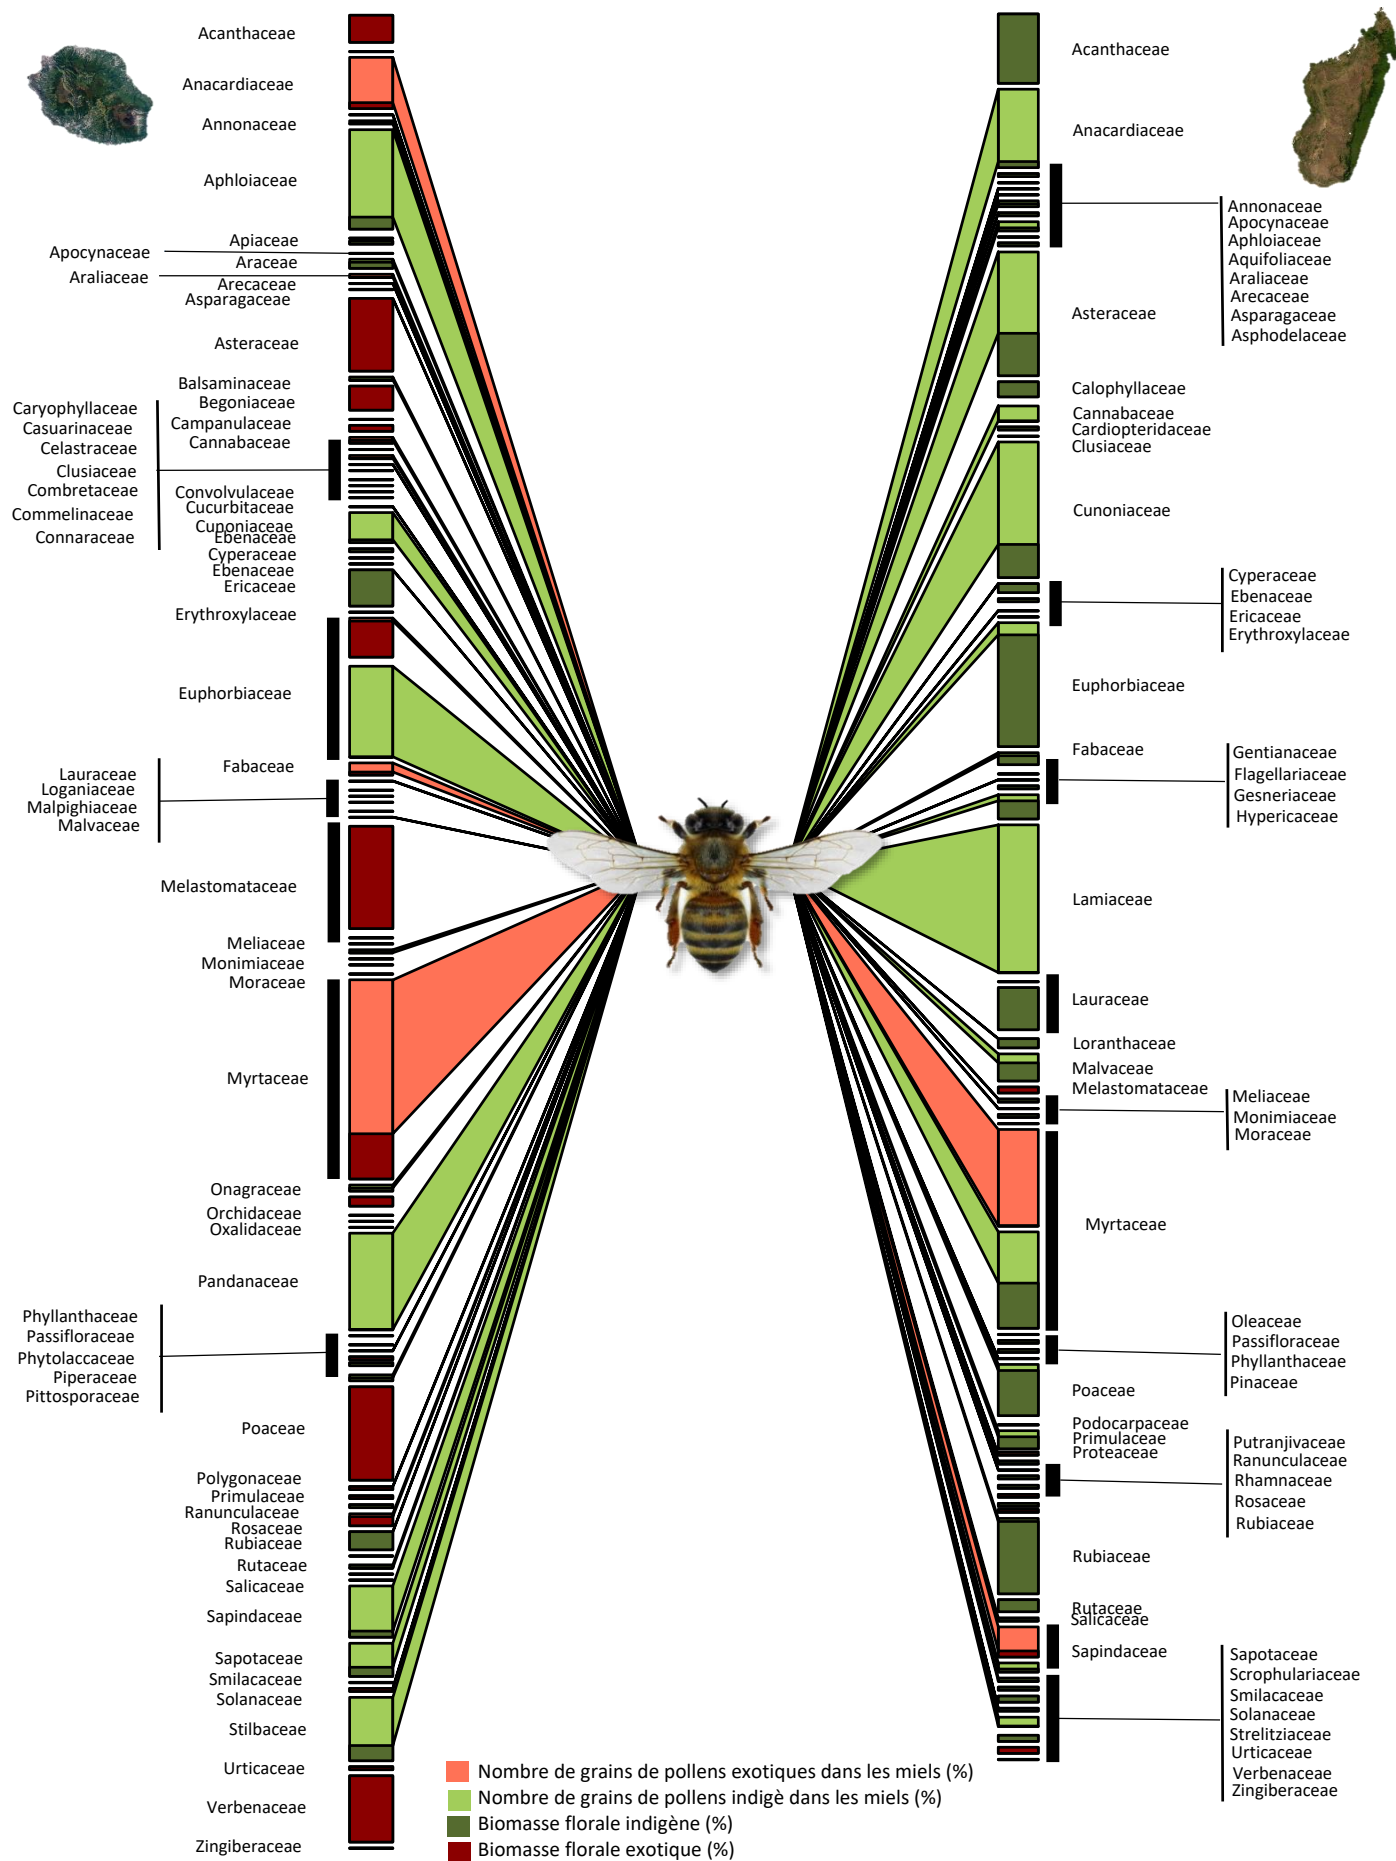 Acanthaceae
Anacardiaceae
Annonaceae
Aphloiaceae
Apiaceae
Apocynaceae
Araceae
Araliaceae
Arecaceae
Asparagaceae
Asteraceae
Balsaminaceae
Begoniaceae
Campanulaceae
Cannabaceae
Caryophyllaceae
Casuarinaceae
Celastraceae
Clusiaceae
Combretaceae
Commelinaceae
Connaraceae
Convolvulaceae
Cucurbitaceae
Cunoniaceae
Ebenaceae
Cyperaceae
Ebenaceae
Ericaceae
Erythroxylaceae
Euphorbiaceae
Fabaceae
Lauraceae
Loganiaceae
Malpighiaceae
Malvaceae
Melastomataceae
Meliaceae
Monimiaceae
Moraceae
Myrtaceae
Onagraceae
Orchidaceae
Oxalidaceae
Pandanaceae
Phyllanthaceae
Passifloraceae
Phytolaccaceae
Piperaceae
Pittosporaceae
Poaceae
Polygonaceae
Primulaceae
Ranunculaceae
Rosaceae
Rubiaceae
Rutaceae
Salicaceae
Sapindaceae
Sapotaceae
Smilacaceae
Solanaceae
Stilbaceae
Urticaceae
Verbenaceae
Zingiberaceae
Acanthaceae
Anacardiaceae
Annonaceae
Apocynaceae
Aphloiaceae
Aquifoliaceae
Araliaceae
Arecaceae
Asparagaceae
Asphodelaceae
Asteraceae
Calophyllaceae
Cannabaceae
Cardiopteridaceae
Clusiaceae
Cunoniaceae
Cyperaceae
Ebenaceae
Ericaceae
Erythroxylaceae
Euphorbiaceae
Fabaceae
Gentianaceae
Flagellariaceae
Gesneriaceae
Hypericaceae
Lamiaceae
Lauraceae
Loranthaceae
Malvaceae
Melastomataceae
Meliaceae
Monimiaceae
Moraceae
Myrtaceae
Oleaceae
Passifloraceae
Phyllanthaceae
Pinaceae
Poaceae
Podocarpaceae
Primulaceae
Proteaceae
Putranjivaceae
Ranunculaceae
Rhamnaceae
Rosaceae
Rubiaceae
Rubiaceae
Rutaceae
Salicaceae
Sapindaceae
Sapotaceae
Scrophulariaceae
Smilacaceae
Solanaceae
Strelitziaceae
Urticaceae
Verbenaceae
Zingiberaceae
Nombre de grains de pollens exotiques dans les miels (%)
Nombre de grains de pollens indigè dans les miels (%)
Biomasse florale indigène (%)
Biomasse florale exotique (%)